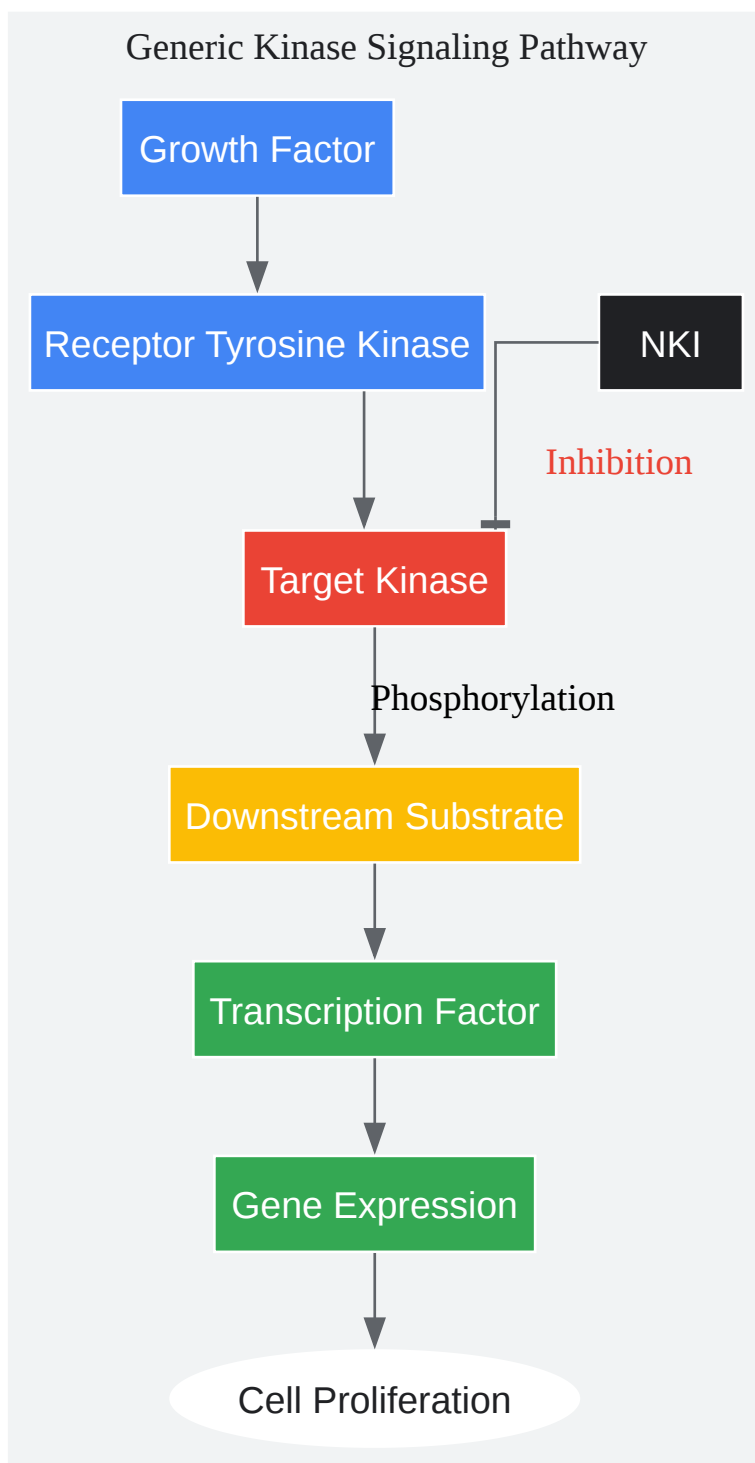 Generic Kinase Signaling Pathway
Growth Factor
Receptor Tyrosine Kinase
NKI
Inhibition
Target Kinase
Phosphorylation
Downstream Substrate
Transcription Factor
Gene Expression
Cell Proliferation